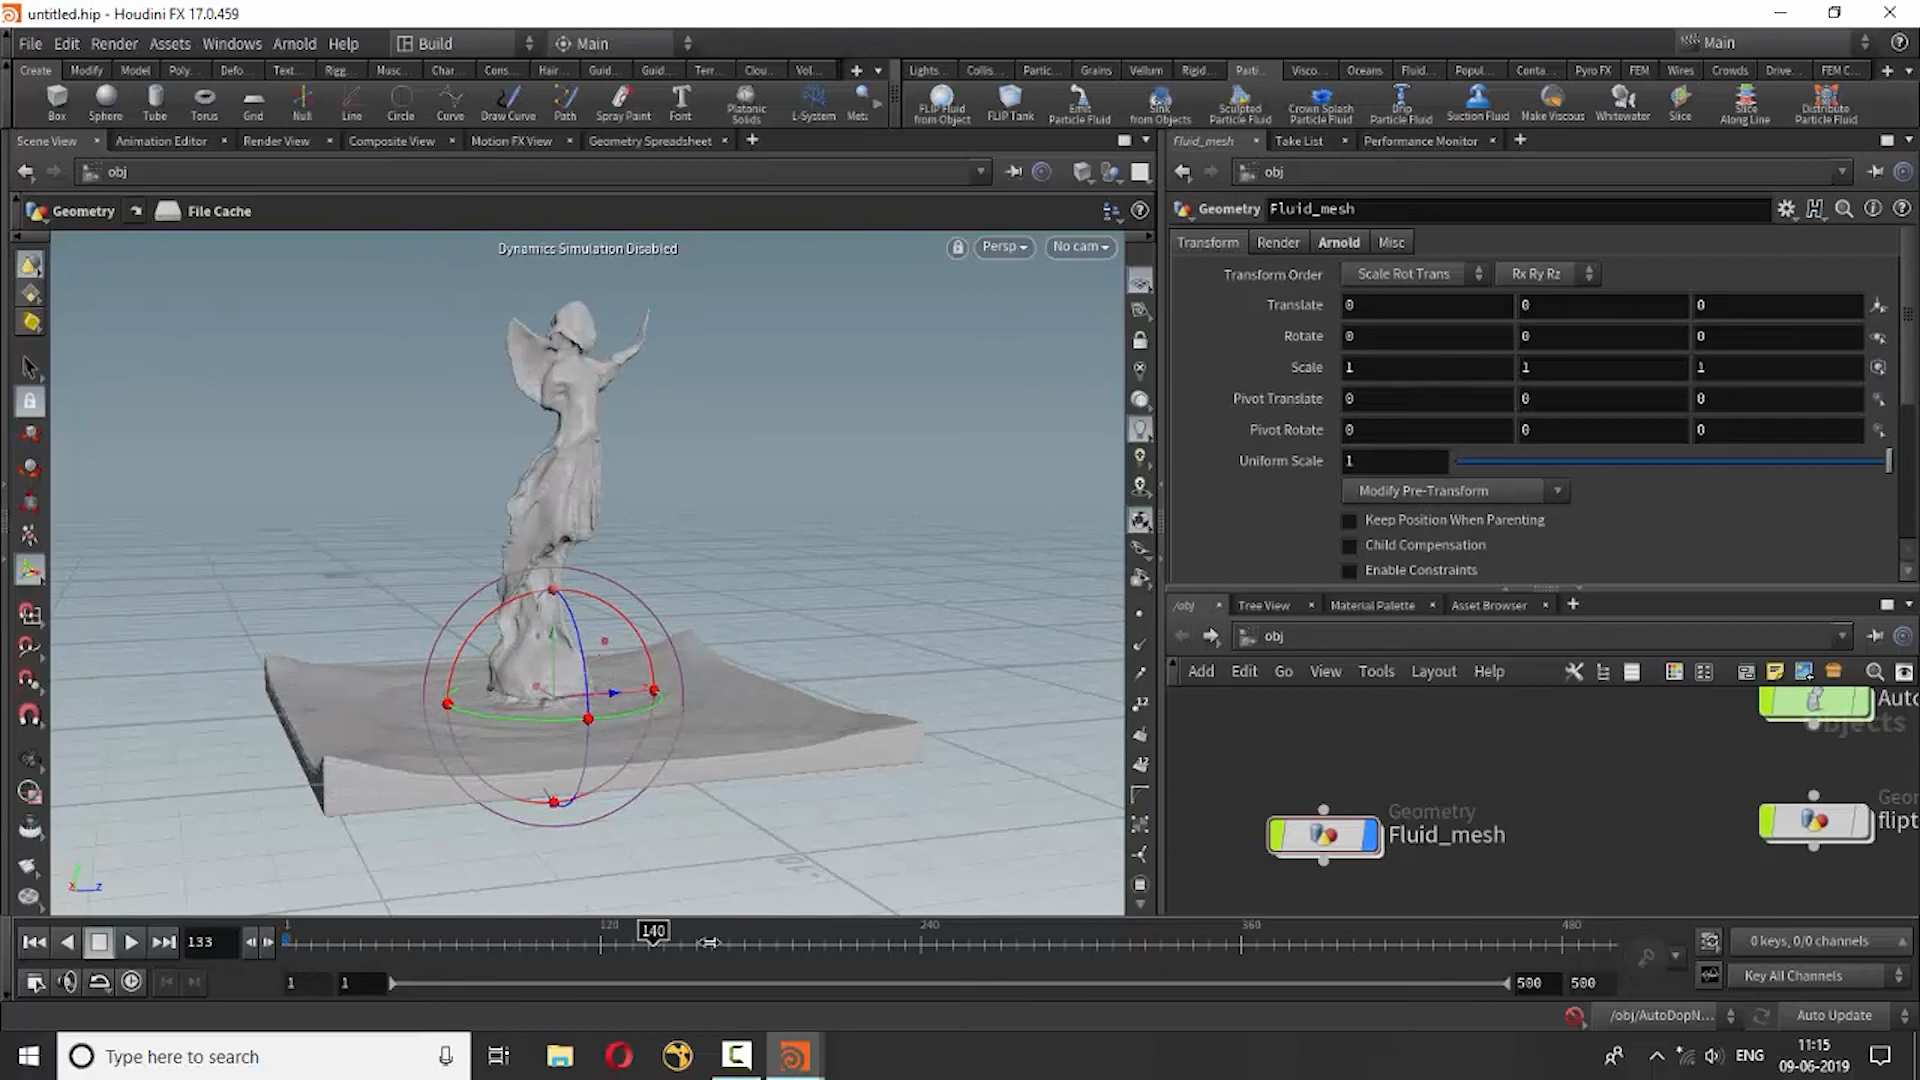 untitled.hip - Houdini FX 17.0.459
File Edit Render Assets Windows Arnold Help Build Main Main
Create Modify Model Poly... Defo... Text... Rigg... Musc... Char... Cons... Hair... Guid... Guid... Terr... Clou... Vol... Lights... Collis... Partic... Grains Vellum Rigid... Parti... Visco... Oceans Fluid... Popul... Conta... Pyro FX FEM Wires Crowds Drive... FEM C...
Box Sphere Tube Torus Grid Null Line Circle Curve Draw Curve Path Spray Paint Font Platonic Solids L-System Meta FLIP Fluid from Object FLIP Tank Emit Particle Fluid Sink from Objects Sculpted Particle Fluid Crown Splash Particle Fluid Drip Particle Fluid Suction Fluid Make Viscous Whitewater Slice Slice Along Line Distribute Particle Fluid
Scene View Animation Editor Render View Composite View Motion FX View Geometry Spreadsheet Fluid_mesh Take List Performance Monitor
obj obj
Geometry File Cache Geometry Fluid_mesh
Dynamics Simulation Disabled Persp No cam
Transform Render Arnold Misc
Transform Order Scale Rot Trans Rx Ry Rz
Translate 0 0 0
Rotate 0 0 0
Scale 1 1 1
Pivot Translate 0 0 0
Pivot Rotate 0 0 0
Uniform Scale 1
Modify Pre-Transform
Keep Position When Parenting
Child Compensation
Enable Constraints
/obj Tree View Material Palette Asset Browser
obj
Add Edit Go View Tools Layout Help
Auto
Objects
Geometry
Fluid_mesh
Geo
flipt
x y z
12
12
133 1 120 140 240 360 480 0 keys, 0/0 channels
1 1 500 500 Key All Channels
/obj/AutoDopN... Auto Update
Type here to search ENG 11:15
09-06-2019